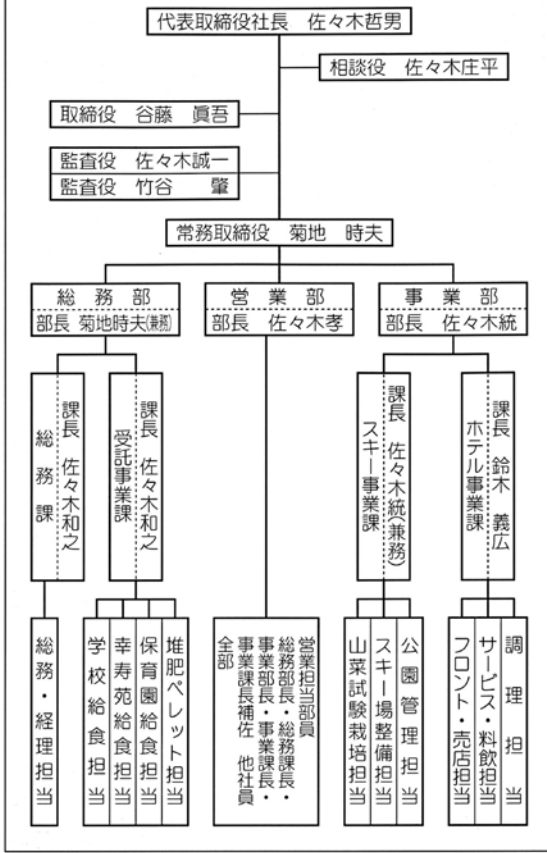 代表取締役社長 佐々木哲男
相談役 佐々木庄平
取締役 谷藤 眞吾
監査役 佐々木誠一
監査役 竹谷 肇
常務取締役 菊地 時夫
総務部
部長 菊地時夫(兼務)
営業部
部長 佐々木孝
事業部
部長 佐々木統
課長 佐々木和之
総務課
課長 佐々木和之
受託事業課
課長 佐々木統(兼務)
スキー事業課
課長 鈴木 義広
ホテル事業課
総務・経理担当
学校給食担当
幸寿苑給食担当
保育園給食担当
堆肥ペレット担当
営業担当部員
総務部長・総務課長・
事業部長・事業課長・
事業課長補佐 他社員
全部
山菜試験栽培担当
スキー場整備担当
公園管理担当
フロント・売店担当
サービス・料飲担当
調理担当